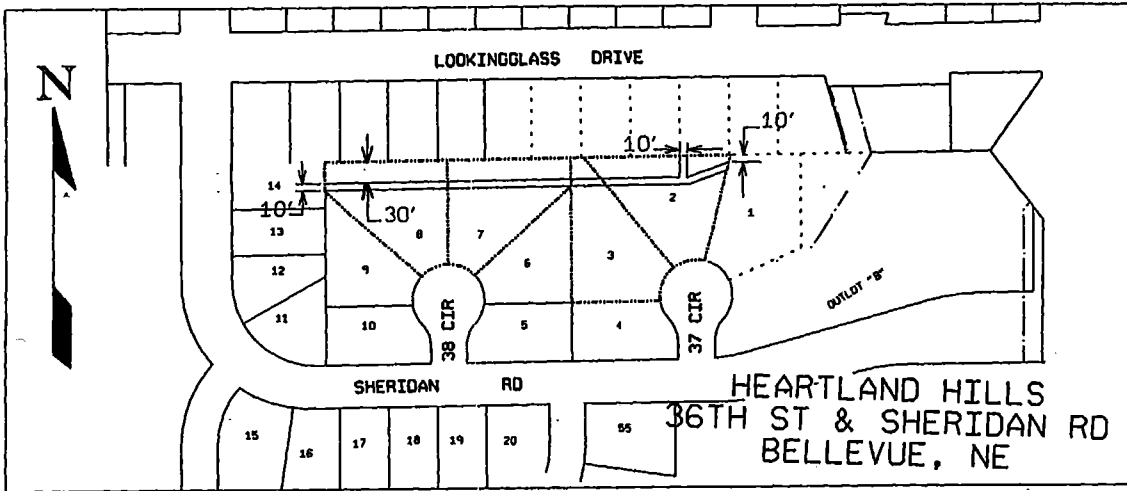 LOOKINGGLASS DRIVE
N
10'
10'
14
10'
30'
13
12
11
10
9
8
7
6
5
4
3
2
1
38 CIR
37 CIR
OUTLOT "B"
SHERIDAN RD
HEARTLAND HILLS
36TH ST & SHERIDAN RD
BELLEVUE, NE
15
16
17
18
19
20
55